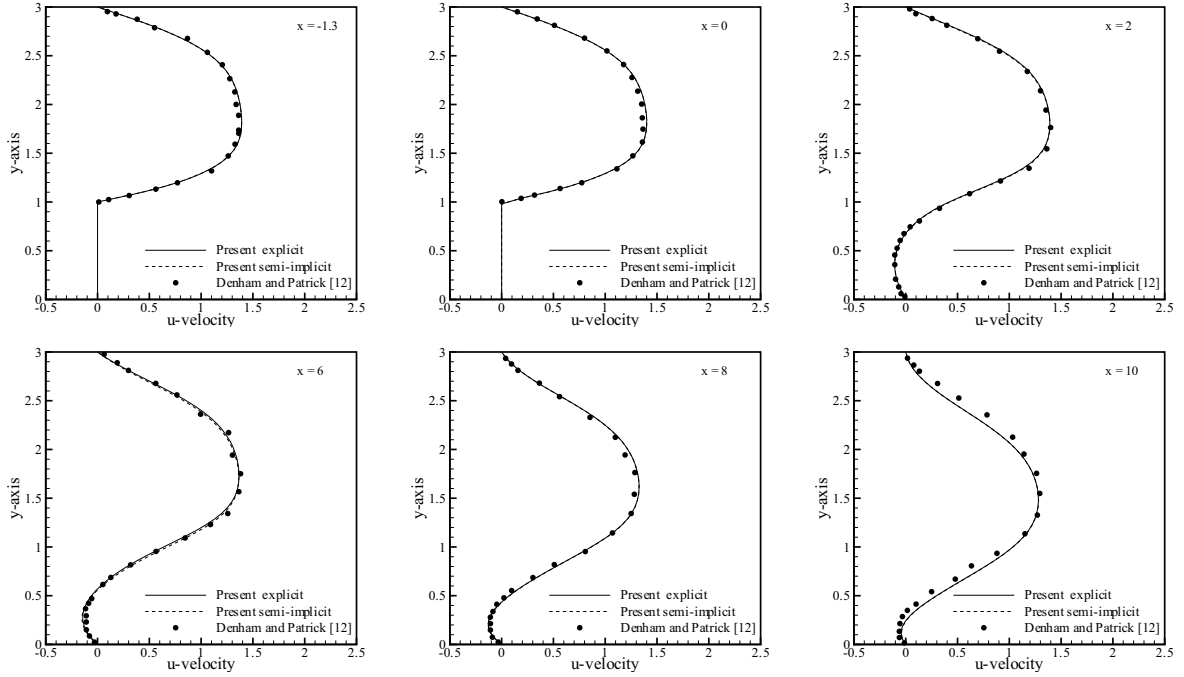 x = -1.3
3
2.5
2
1.5
1
0.5
0
y-axis
Present explicit
Present semi-implicit
Denham and Patrick [12]
-0.5 0 0.5 1 1.5 2 2.5
u-velocity
x = 0
3
2.5
2
1.5
1
0.5
0
y-axis
Present explicit
Present semi-implicit
Denham and Patrick [12]
-0.5 0 0.5 1 1.5 2 2.5
u-velocity
x = 2
3
2.5
2
1.5
1
0.5
0
y-axis
Present explicit
Present semi-implicit
Denham and Patrick [12]
-0.5 0 0.5 1 1.5 2 2.5
u-velocity
x = 6
3
2.5
2
1.5
1
0.5
0
y-axis
Present explicit
Present semi-implicit
Denham and Patrick [12]
-0.5 0 0.5 1 1.5 2 2.5
u-velocity
x = 8
3
2.5
2
1.5
1
0.5
0
y-axis
Present explicit
Present semi-implicit
Denham and Patrick [12]
-0.5 0 0.5 1 1.5 2 2.5
u-velocity
x = 10
3
2.5
2
1.5
1
0.5
0
y-axis
Present explicit
Present semi-implicit
Denham and Patrick [12]
-0.5 0 0.5 1 1.5 2 2.5
u-velocity